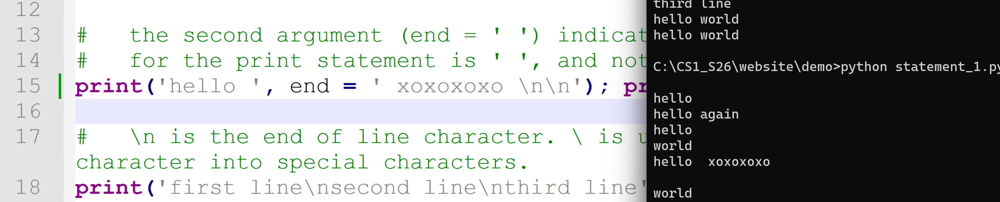 12
13 #   the second argument (end = ' ') indicat
14 #   for the print statement is ' ', and not
15 print('hello ', end = ' xoxoxoxo \n\n'); pr
16
17 #   \n is the end of line character. \ is u
character into special characters.
18 print('first line\nsecond line\nthird line'
third line
hello world
hello world
C:\CS1_S26\website\demo>python statement_1.py
hello
hello again
hello
world
hello  xoxoxoxo
world